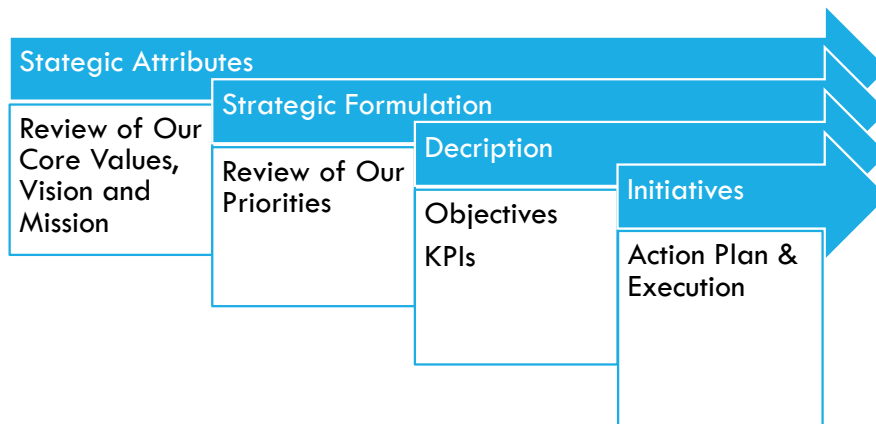 Stategic Attributes
Review of Our
Core Values,
Vision and
Mission
Strategic Formulation
Review of Our
Priorities
Decription
Objectives
KPIs
Initiatives
Action Plan &
Execution